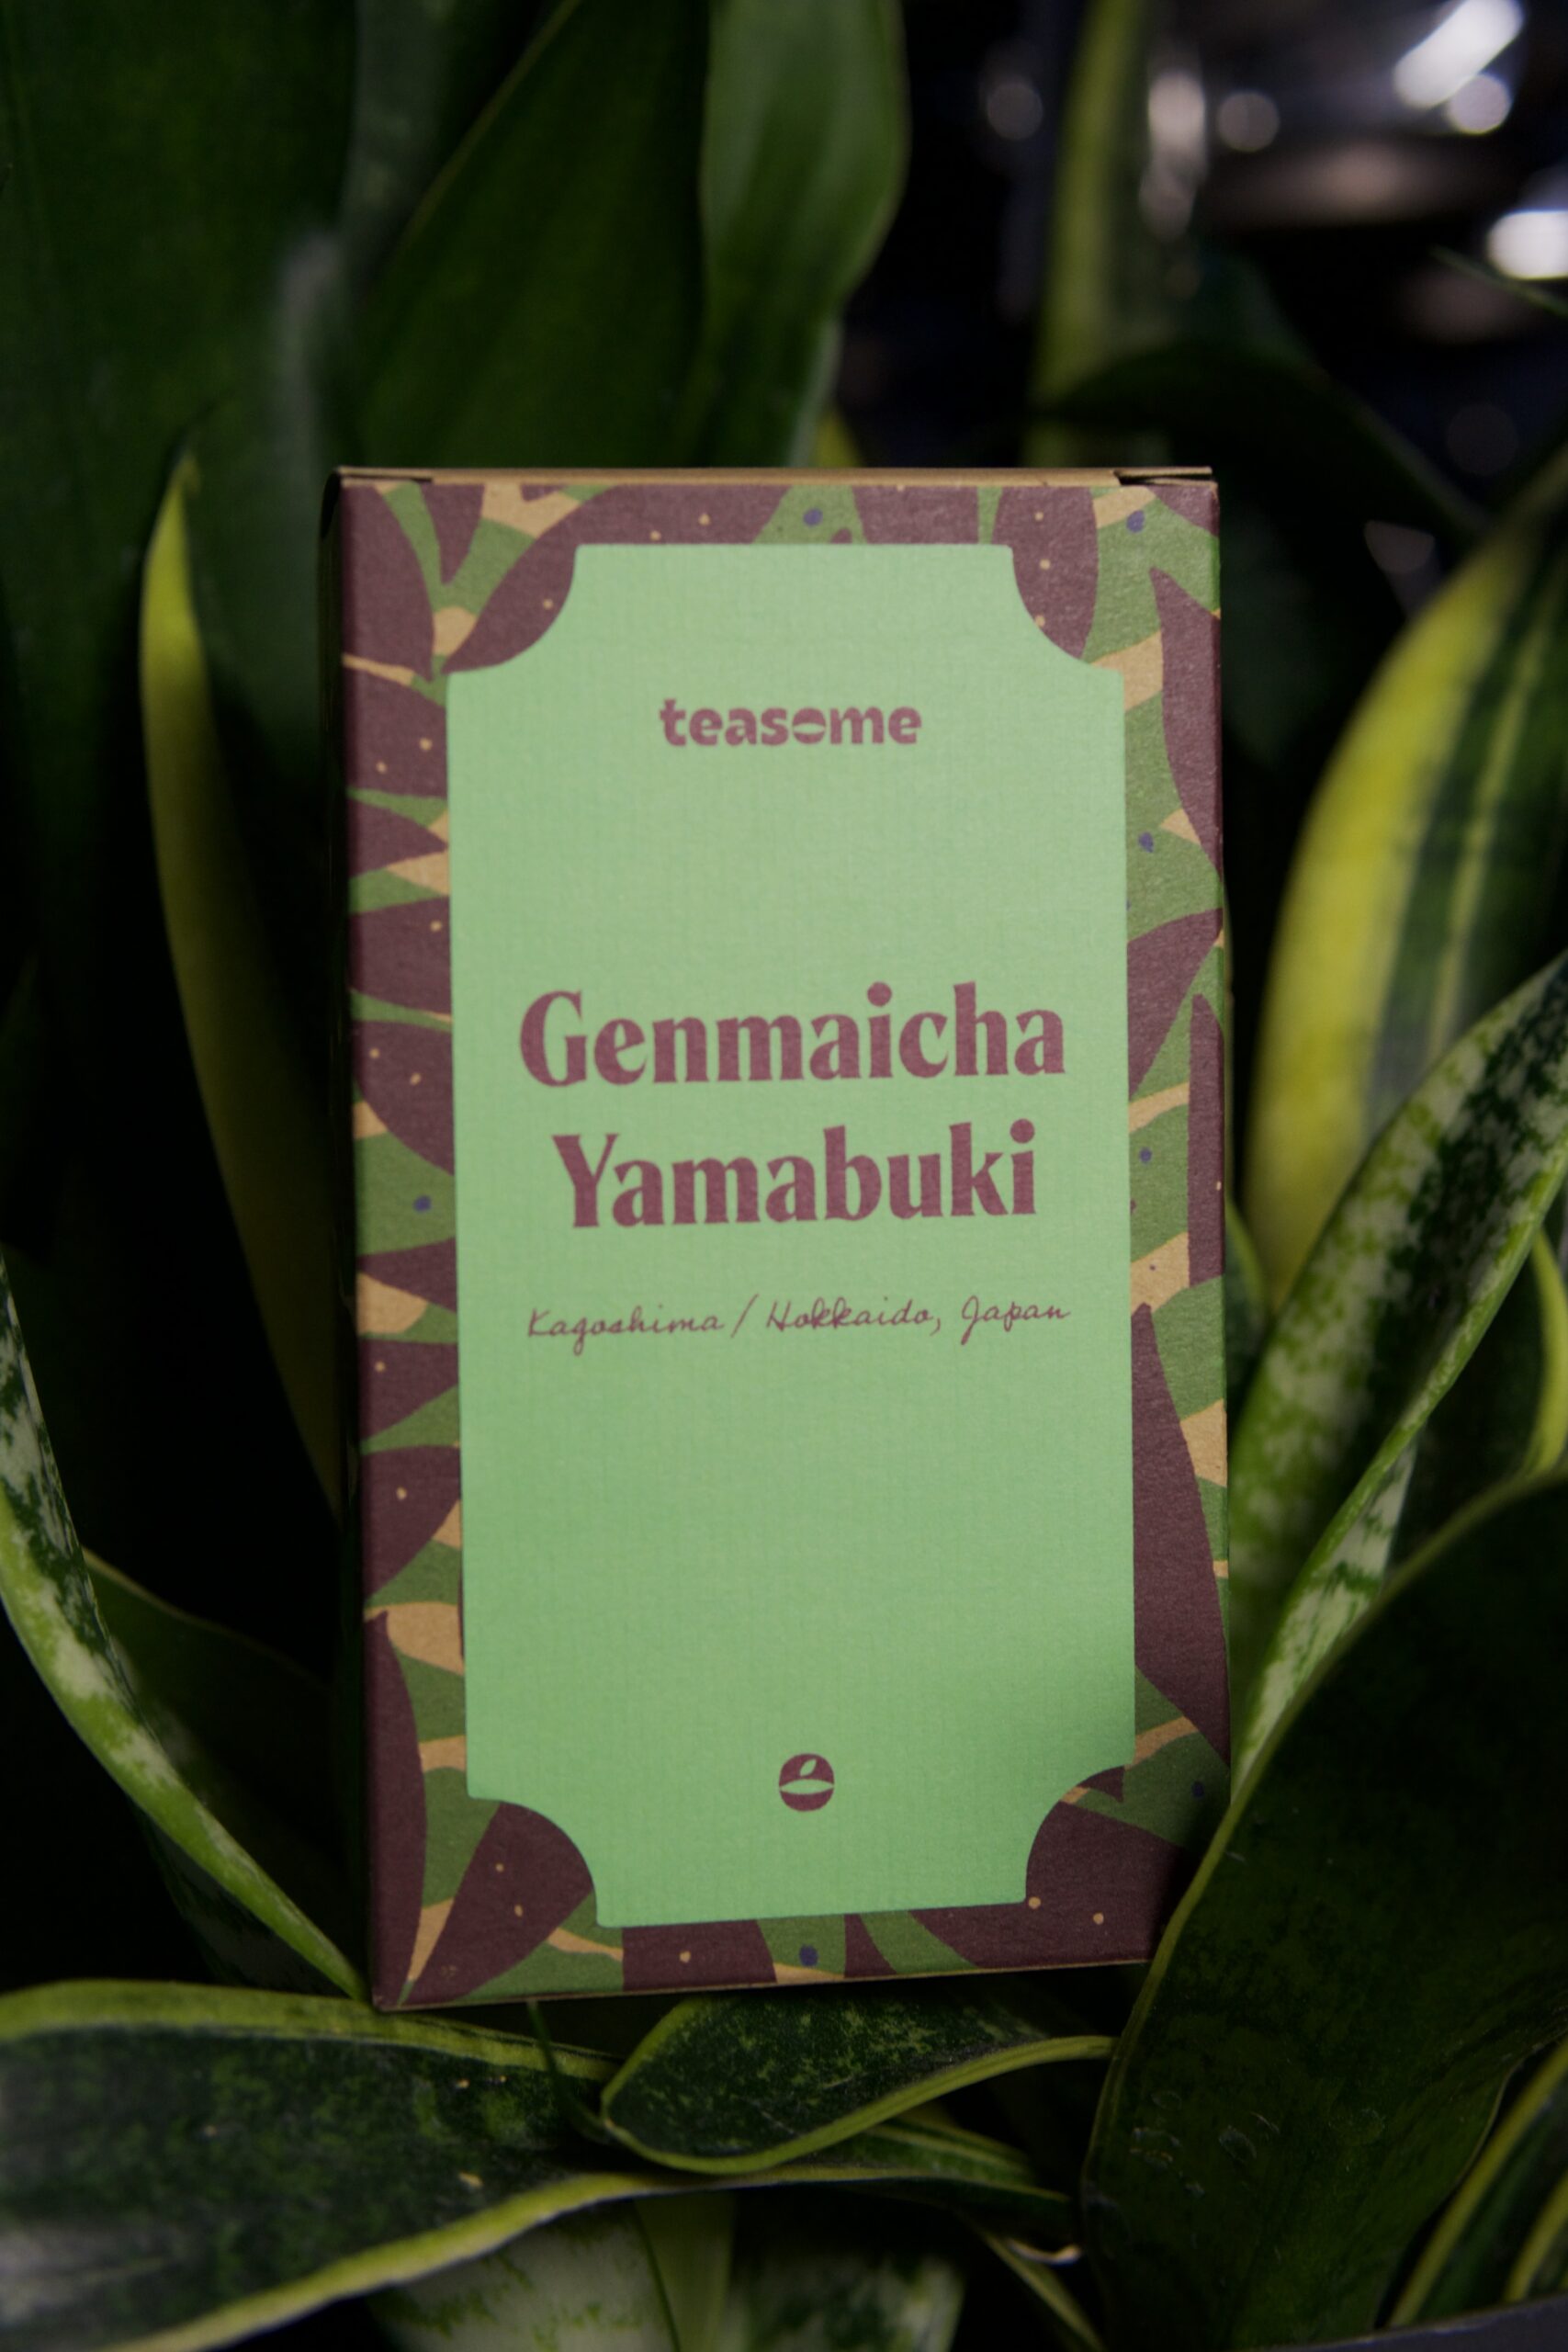 teasome
Genmaicha
Yamabuki
Kagoshima / Hokkaido, Japan